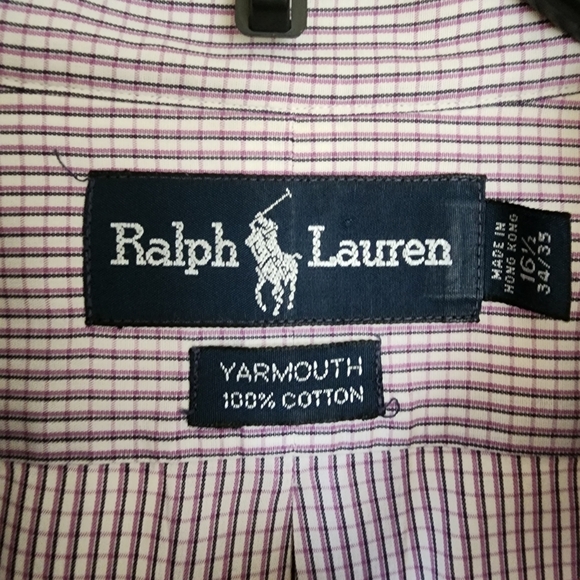 Ralph Lauren
MADE IN
HONG KONG
16½
34/35
YARMOUTH
100% COTTON